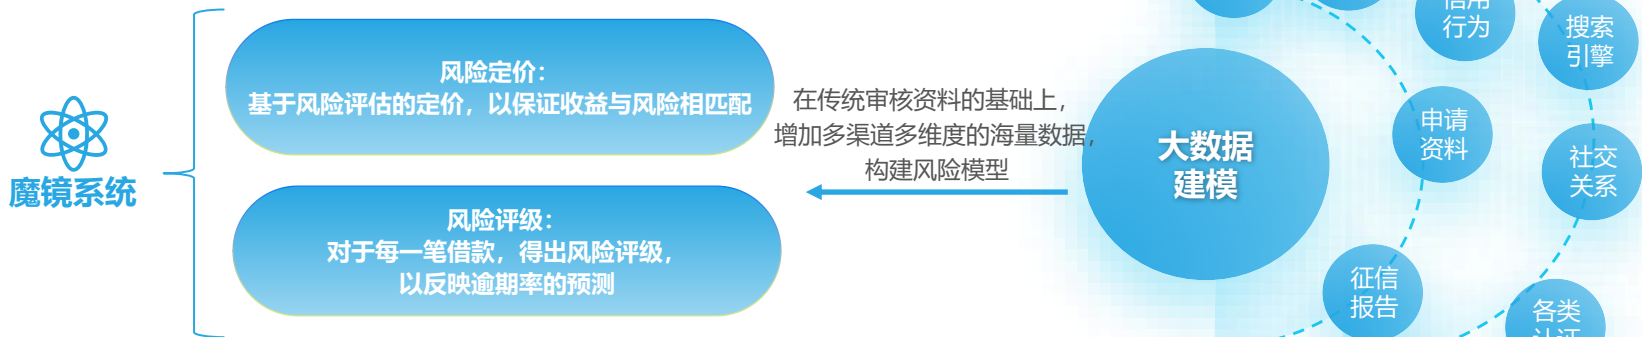 魔镜系统
风险定价：
基于风险评估的定价，以保证收益与风险相匹配
风险评级：
对于每一笔借款，得出风险评级，
以反映逾期率的预测
在传统审核资料的基础上，
增加多渠道多维度的海量数据，
构建风险模型
大数据
建模
信用
行为
搜索
引擎
申请
资料
社交
关系
征信
报告
各类
认证